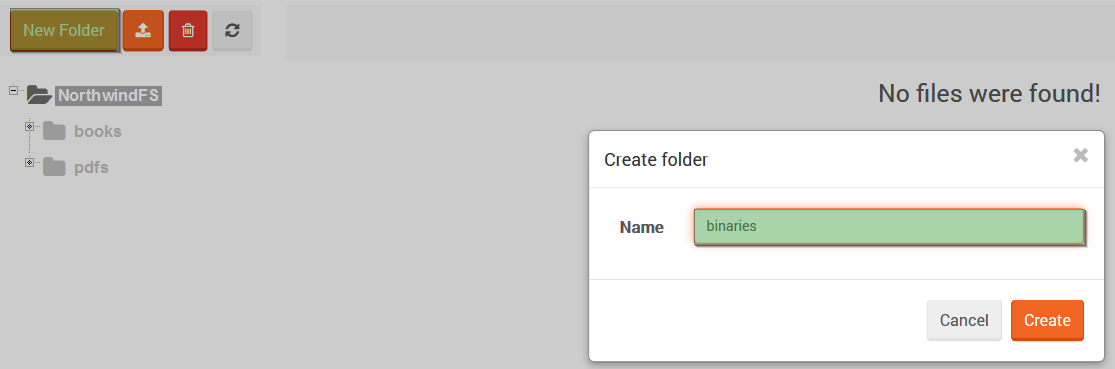 New Folder
NorthwindFS
books
pdfs
No files were found!
Create folder
Name
binaries
Cancel
Create